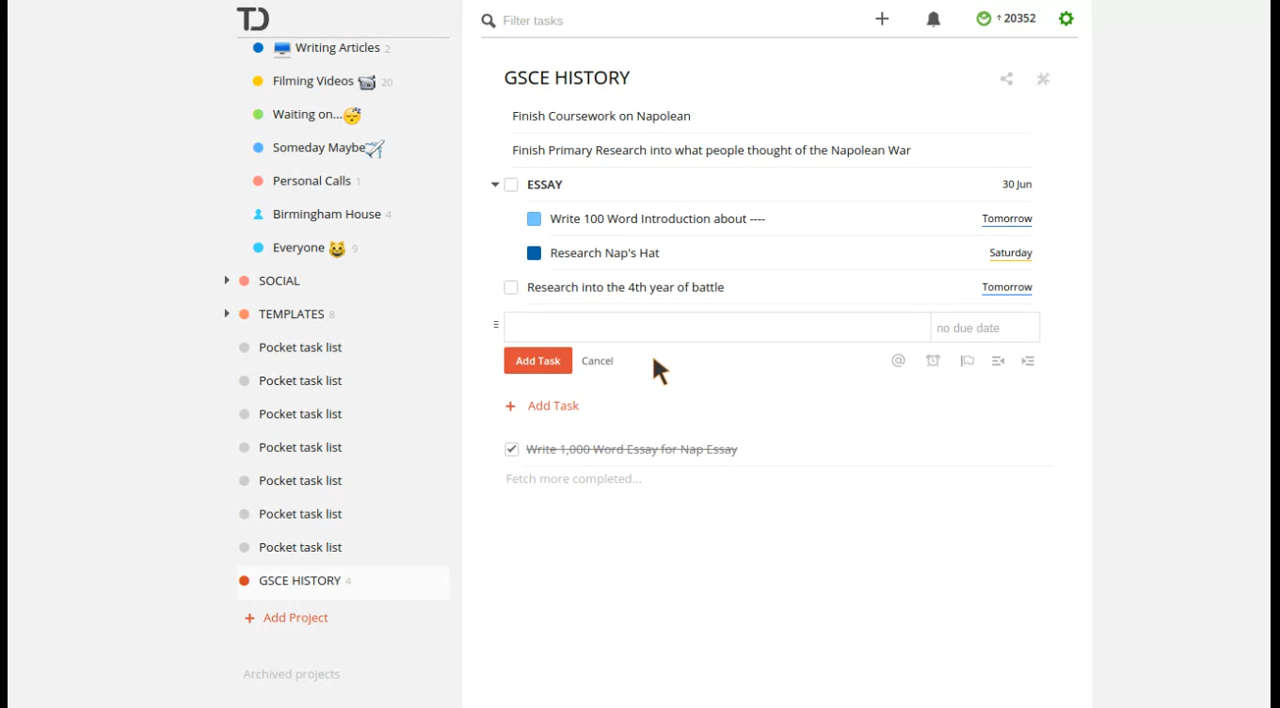 TD
Filter tasks
↑20352
Writing Articles 2
Filming Videos 20
Waiting on...
Someday Maybe
Personal Calls 1
Birmingham House 4
Everyone 9
SOCIAL
TEMPLATES 8
Pocket task list
Pocket task list
Pocket task list
Pocket task list
Pocket task list
Pocket task list
Pocket task list
GSCE HISTORY 4
+ Add Project
Archived projects
GSCE HISTORY
Finish Coursework on Napolean
Finish Primary Research into what people thought of the Napolean War
ESSAY 30 Jun
Write 100 Word Introduction about ---- Tomorrow
Research Nap's Hat Saturday
Research into the 4th year of battle Tomorrow
no due date
Add Task Cancel @
+ Add Task
Write 1,000 Word Essay for Nap Essay
Fetch more completed...